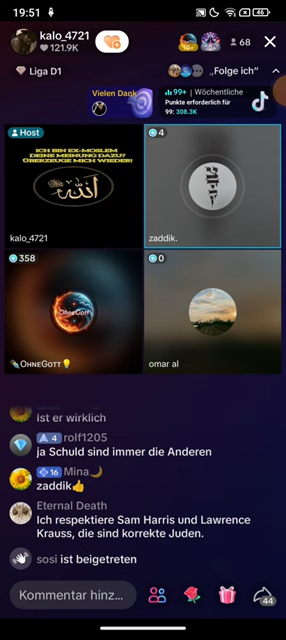 19:51
46
kalo_4721
121.9K
68
Liga D1
„Folge ich“
Vielen Dank
99+ | Wöchentliche
Punkte erforderlich für
99: 308.3K
Host
ICH BIN EX-MOSLEM
DEINE MEINUNG DAZU?
ÜBERZEUGE MICH WIEDER!
الله
kalo_4721
4
zaddik.
358
OhneGott
OHNEGOTT
0
omar al
Ist er wirklich
4 rolf1205
ja Schuld sind immer die Anderen
16 Mina
zaddik
Eternal Death
Ich respektiere Sam Harris und Lawrence
Krauss, die sind korrekte Juden.
sosi ist beigetreten
Kommentar hinz...
44